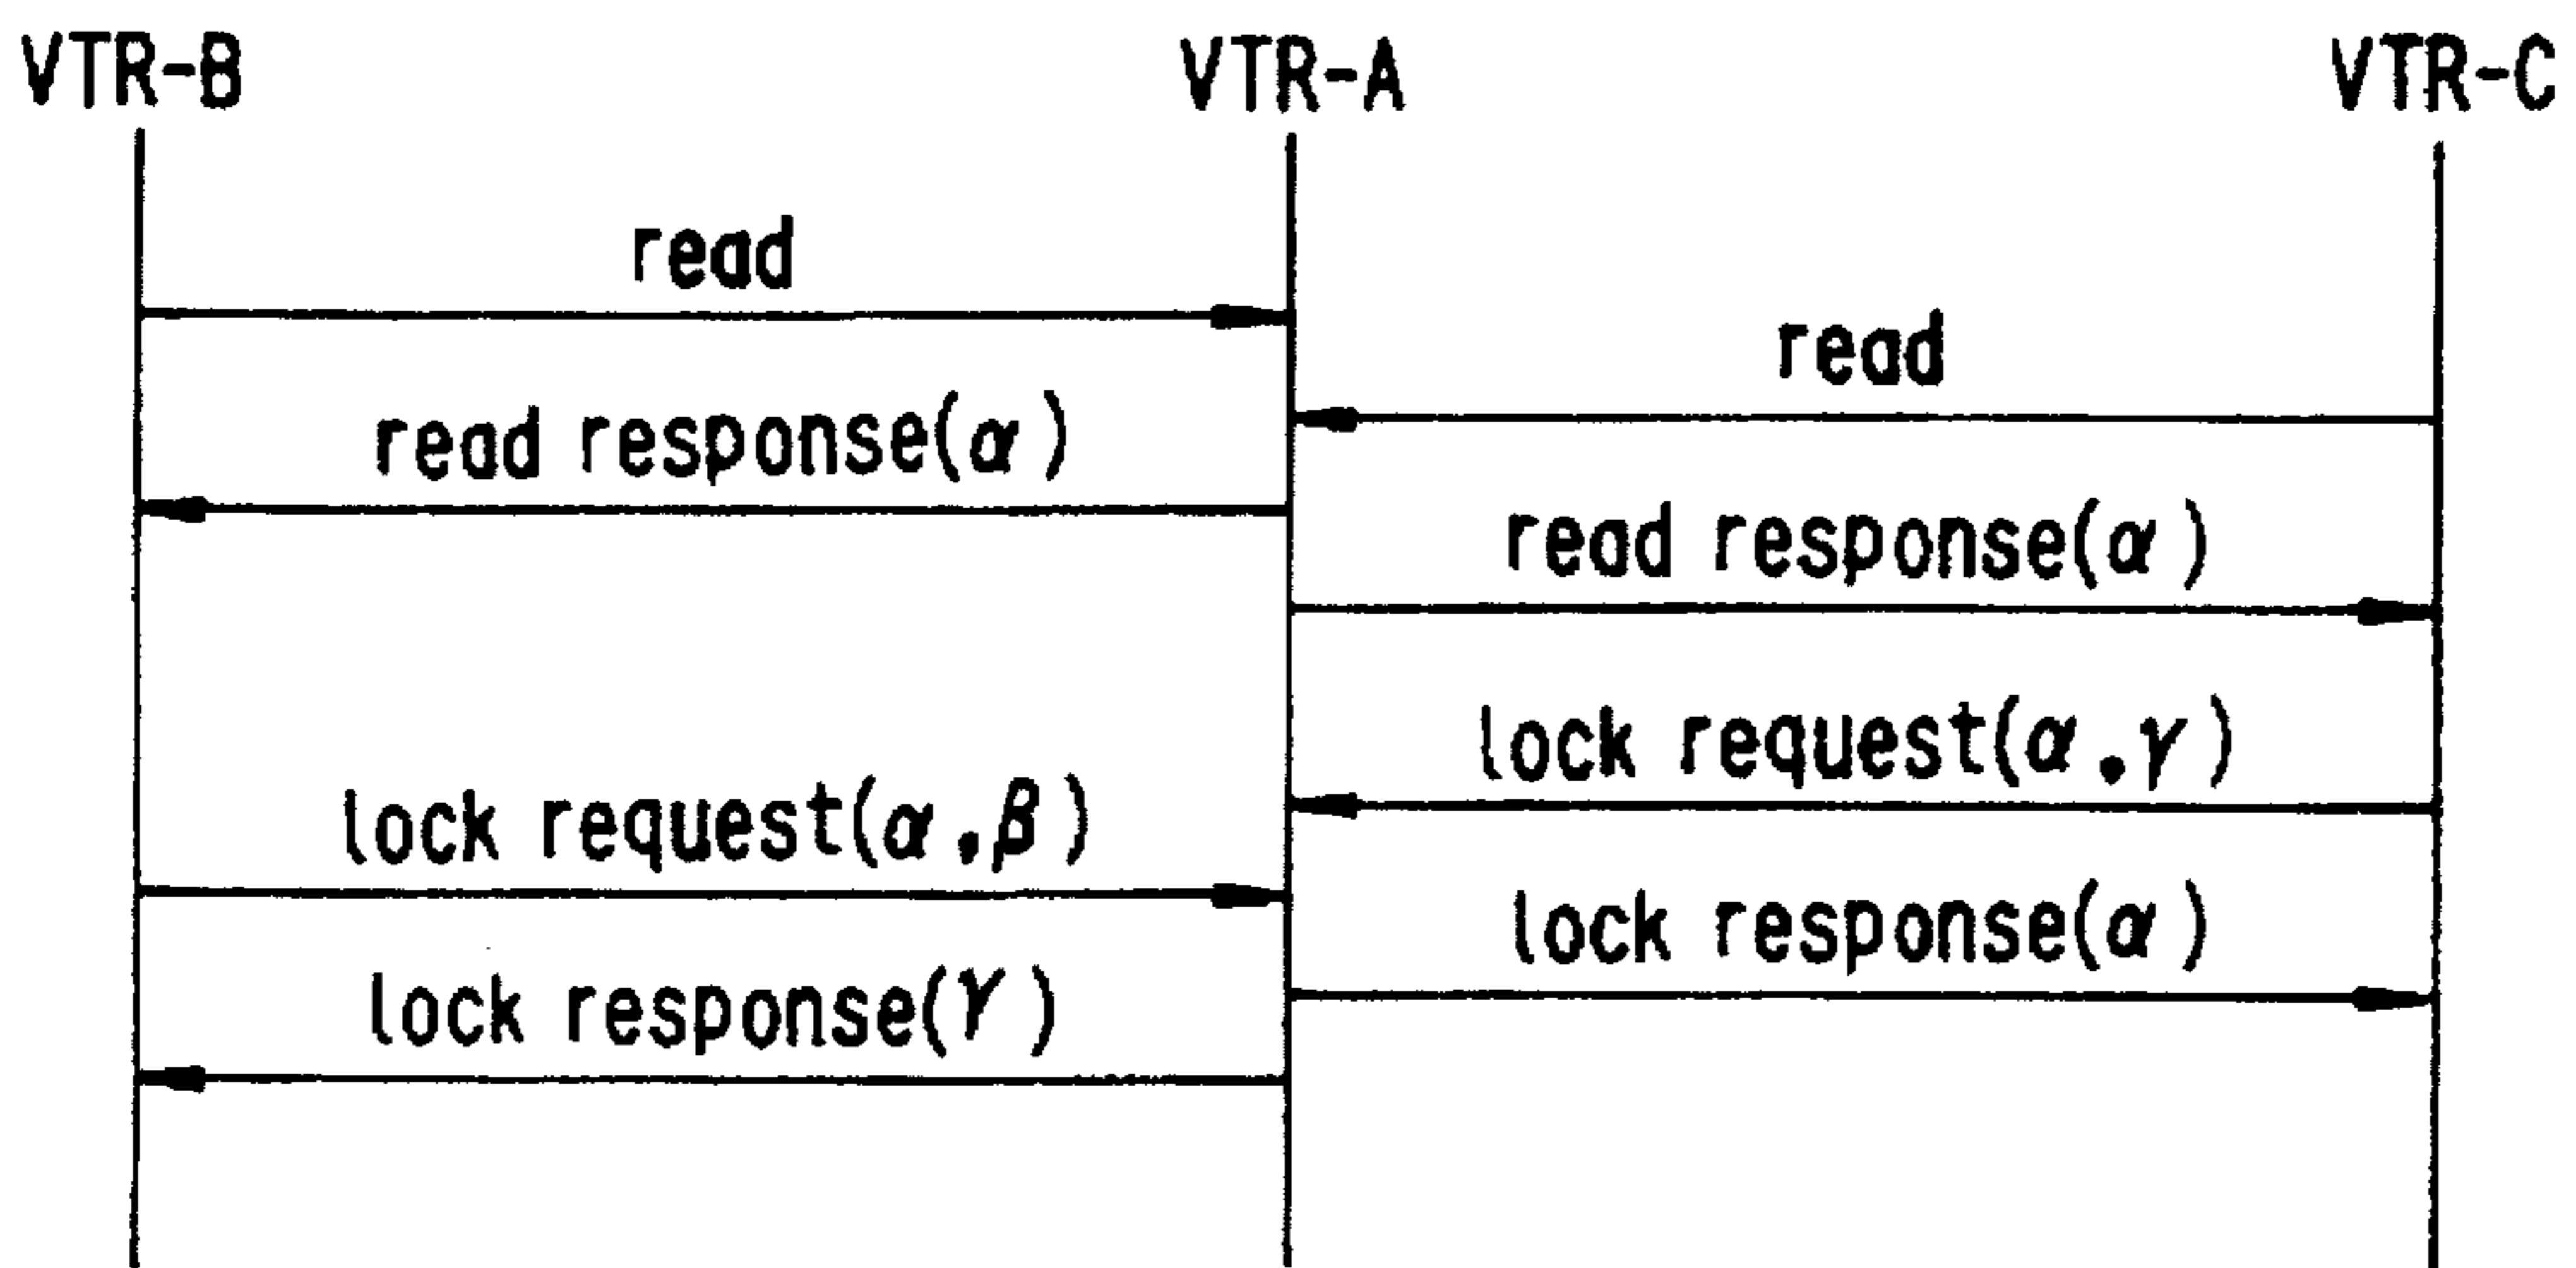 VTR-B VTR-A VTR-C
read
read
read response(α)
read response(α)
lock request(α,γ)
lock request(α,β)
lock response(α)
lock response(γ)